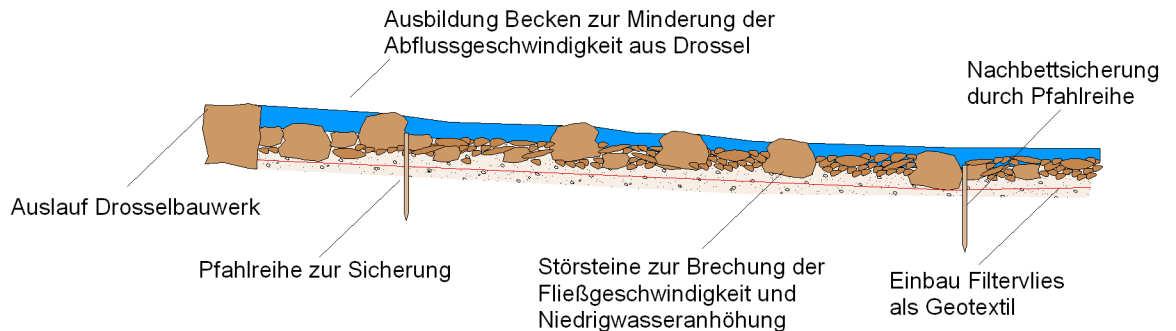 Ausbildung Becken zur Minderung der
Abflussgeschwindigkeit aus Drossel
Nachbettsicherung
durch Pfahlreihe
Auslauf Drosselbauwerk
Pfahlreihe zur Sicherung
Störsteine zur Brechung der
Fließgeschwindigkeit und
Niedrigwasseranhöhung
Einbau Filtervlies
als Geotextil